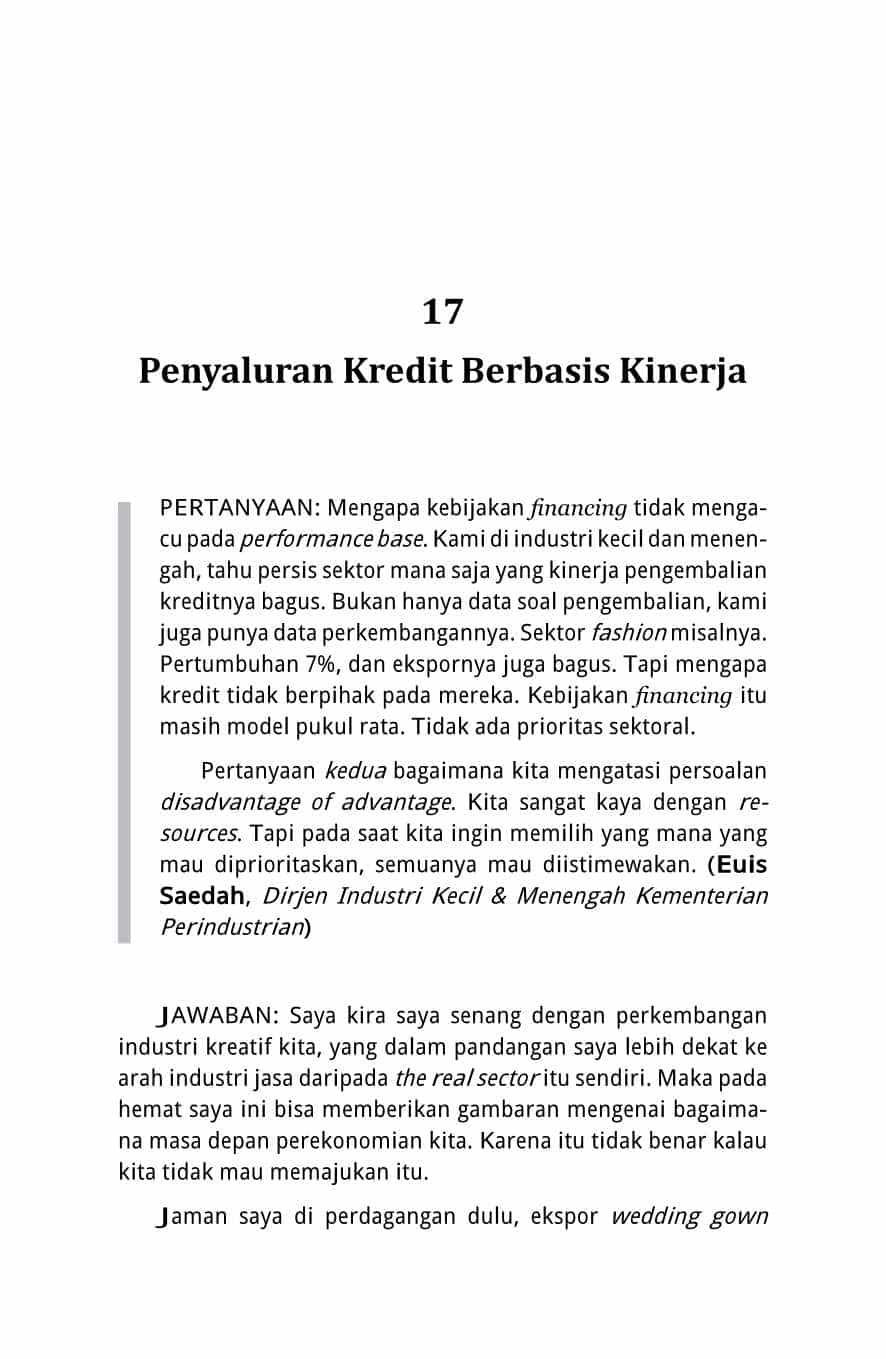 17
Penyaluran Kredit Berbasis Kinerja
PERTANYAAN: Mengapa kebijakan financing tidak menga-
cu pada performance base. Kami di industri kecil dan menen-
gah, tahu persis sektor mana saja yang kinerja pengembalian
kreditnya bagus. Bukan hanya data soal pengembalian, kami
juga punya data perkembangannya. Sektor fashion misalnya.
Pertumbuhan 7%, dan ekspornya juga bagus. Tapi mengapa
kredit tidak berpihak pada mereka. Kebijakan financing itu
masih model pukul rata. Tidak ada prioritas sektoral.
Pertanyaan kedua bagaimana kita mengatasi persoalan
disadvantage of advantage. Kita sangat kaya dengan re-
sources. Tapi pada saat kita ingin memilih yang mana yang
mau diprioritaskan, semuanya mau diistimewakan. (Euis
Saedah, Dirjen Industri Kecil & Menengah Kementerian
Perindustrian)
JAWABAN: Saya kira saya senang dengan perkembangan
industri kreatif kita, yang dalam pandangan saya lebih dekat ke
arah industri jasa daripada the real sector itu sendiri. Maka pada
hemat saya ini bisa memberikan gambaran mengenai bagaima-
na masa depan perekonomian kita. Karena itu tidak benar kalau
kita tidak mau memajukan itu.
Jaman saya di perdagangan dulu, ekspor wedding gown